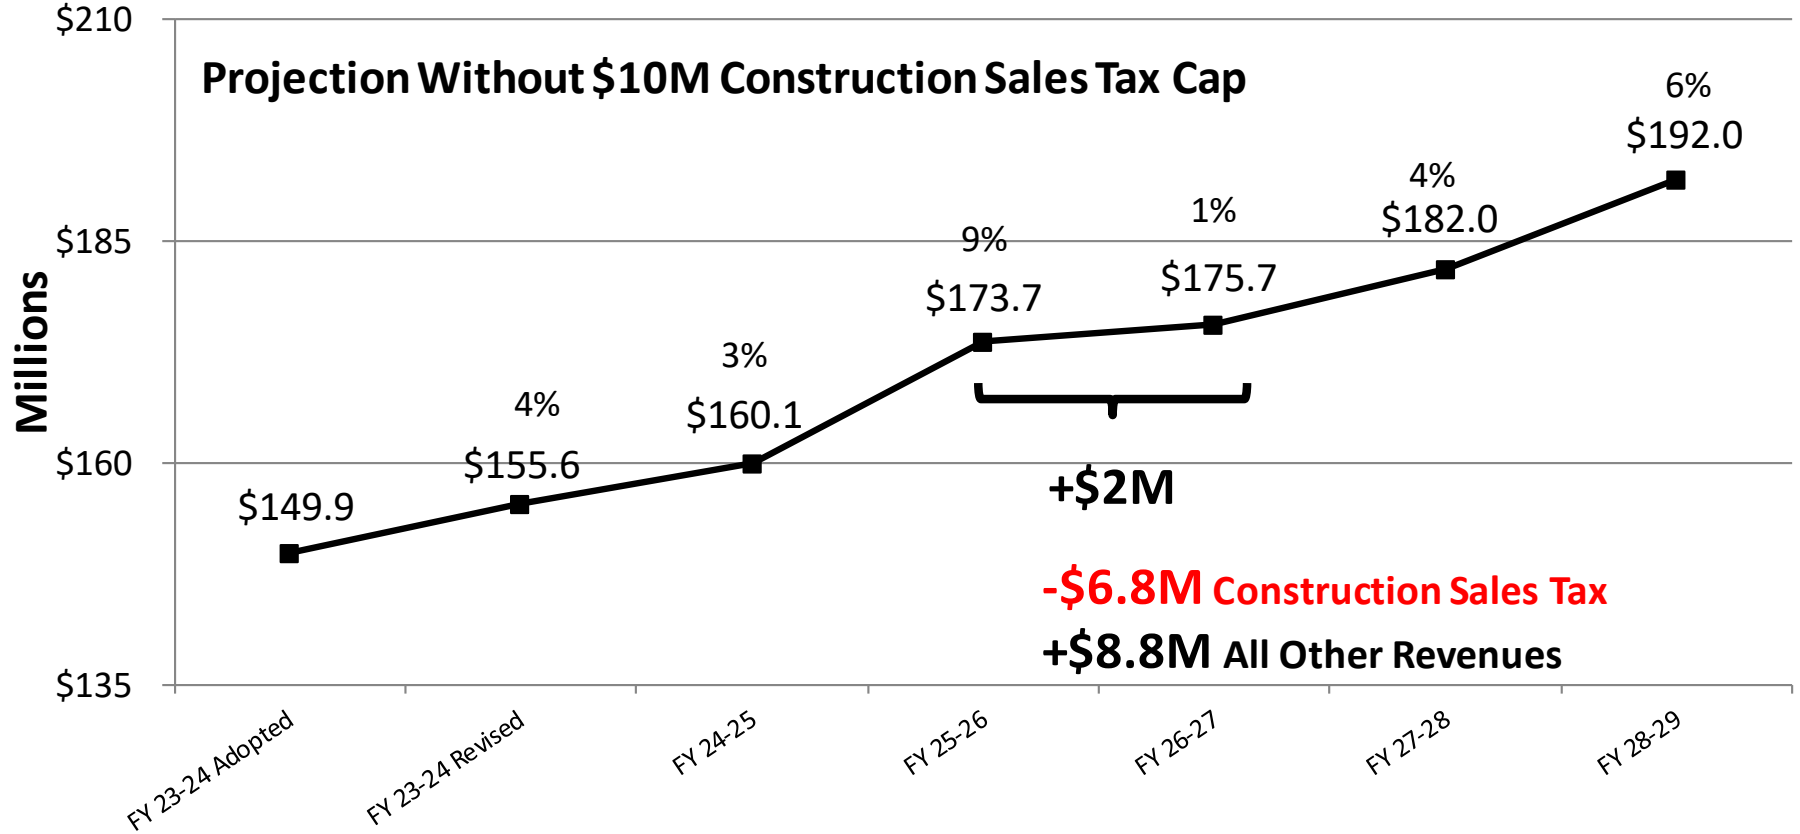 Projection Without $10M Construction Sales Tax Cap
Millions
$210
$185
$160
$135
$149.9
4%
$155.6
3%
$160.1
9%
$173.7
1%
$175.7
4%
$182.0
6%
$192.0
+$2M
-$6.8M Construction Sales Tax
+$8.8M All Other Revenues
FY 23-24 Adopted
FY 23-24 Revised
FY 24-25
FY 25-26
FY 26-27
FY 27-28
FY 28-29